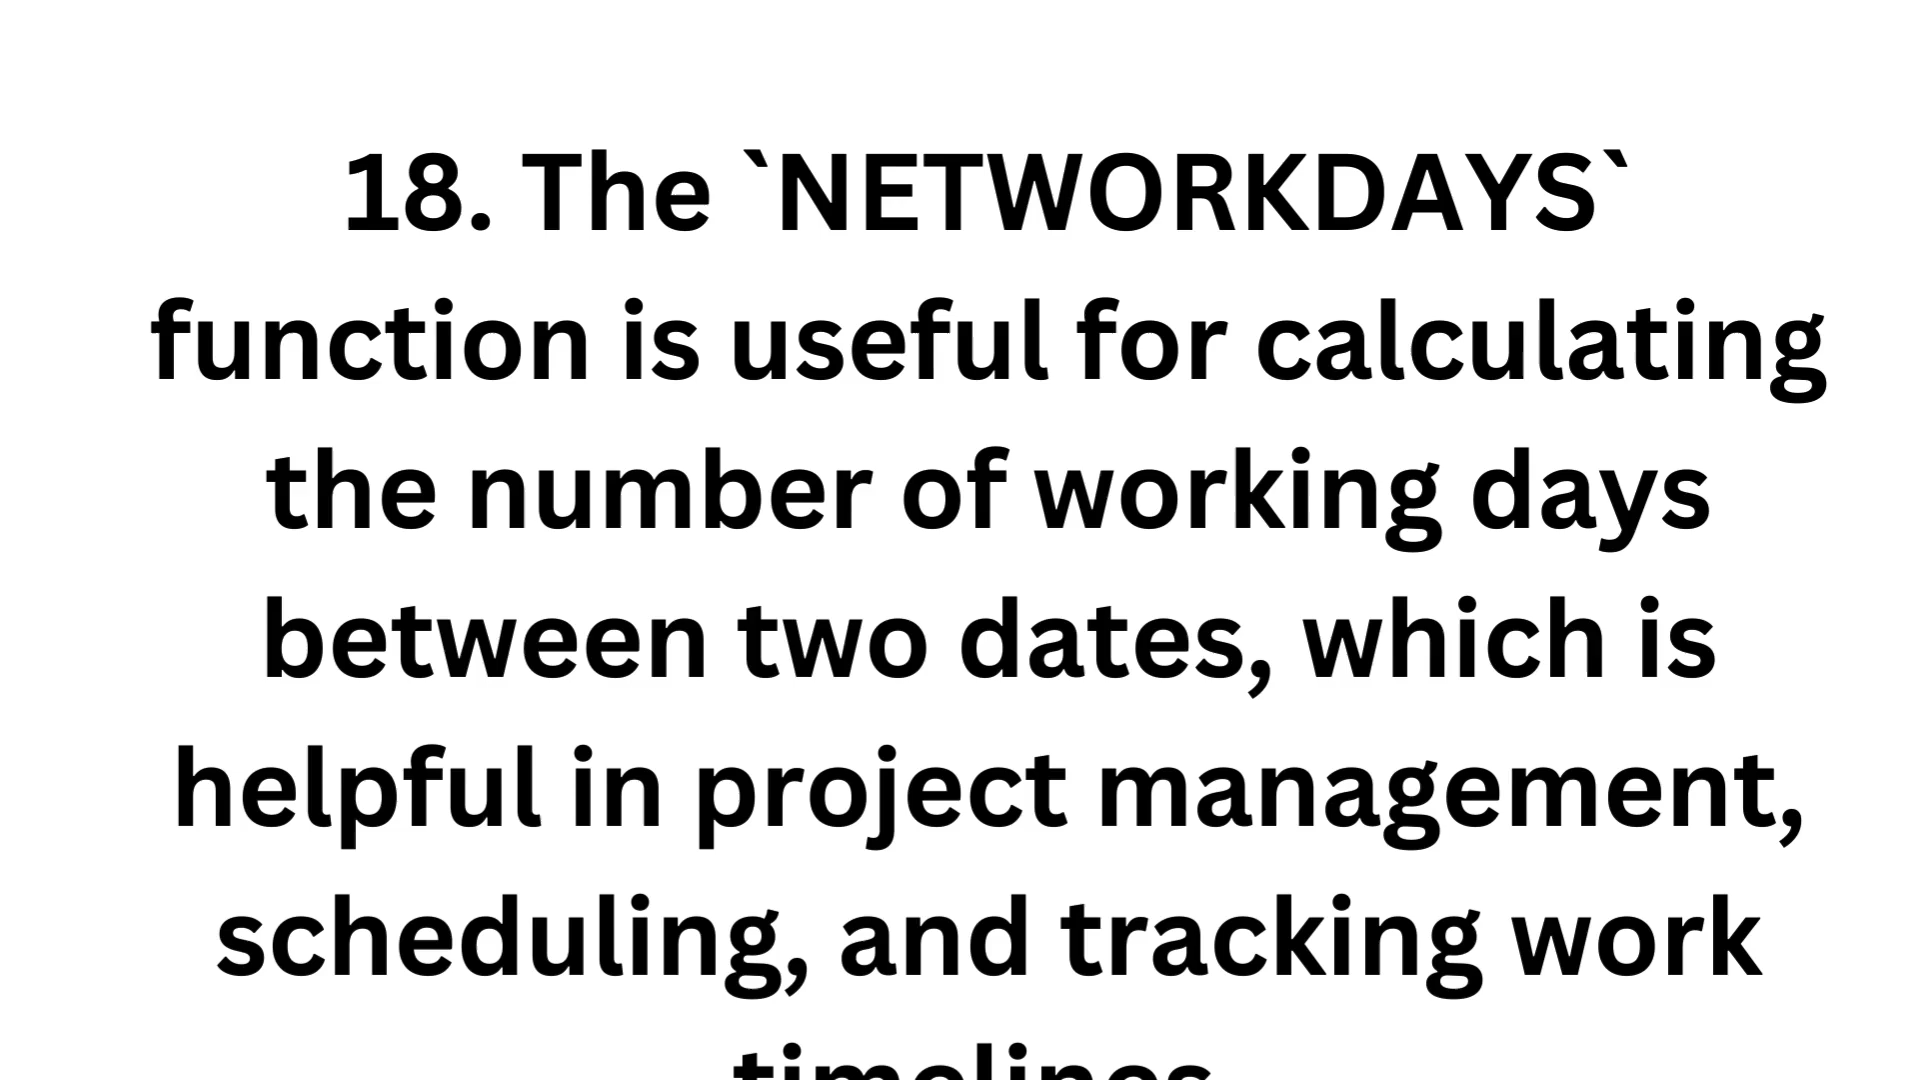 18. The `NETWORKDAYS`
function is useful for calculating
the number of working days
between two dates, which is
helpful in project management,
scheduling, and tracking work
timelines